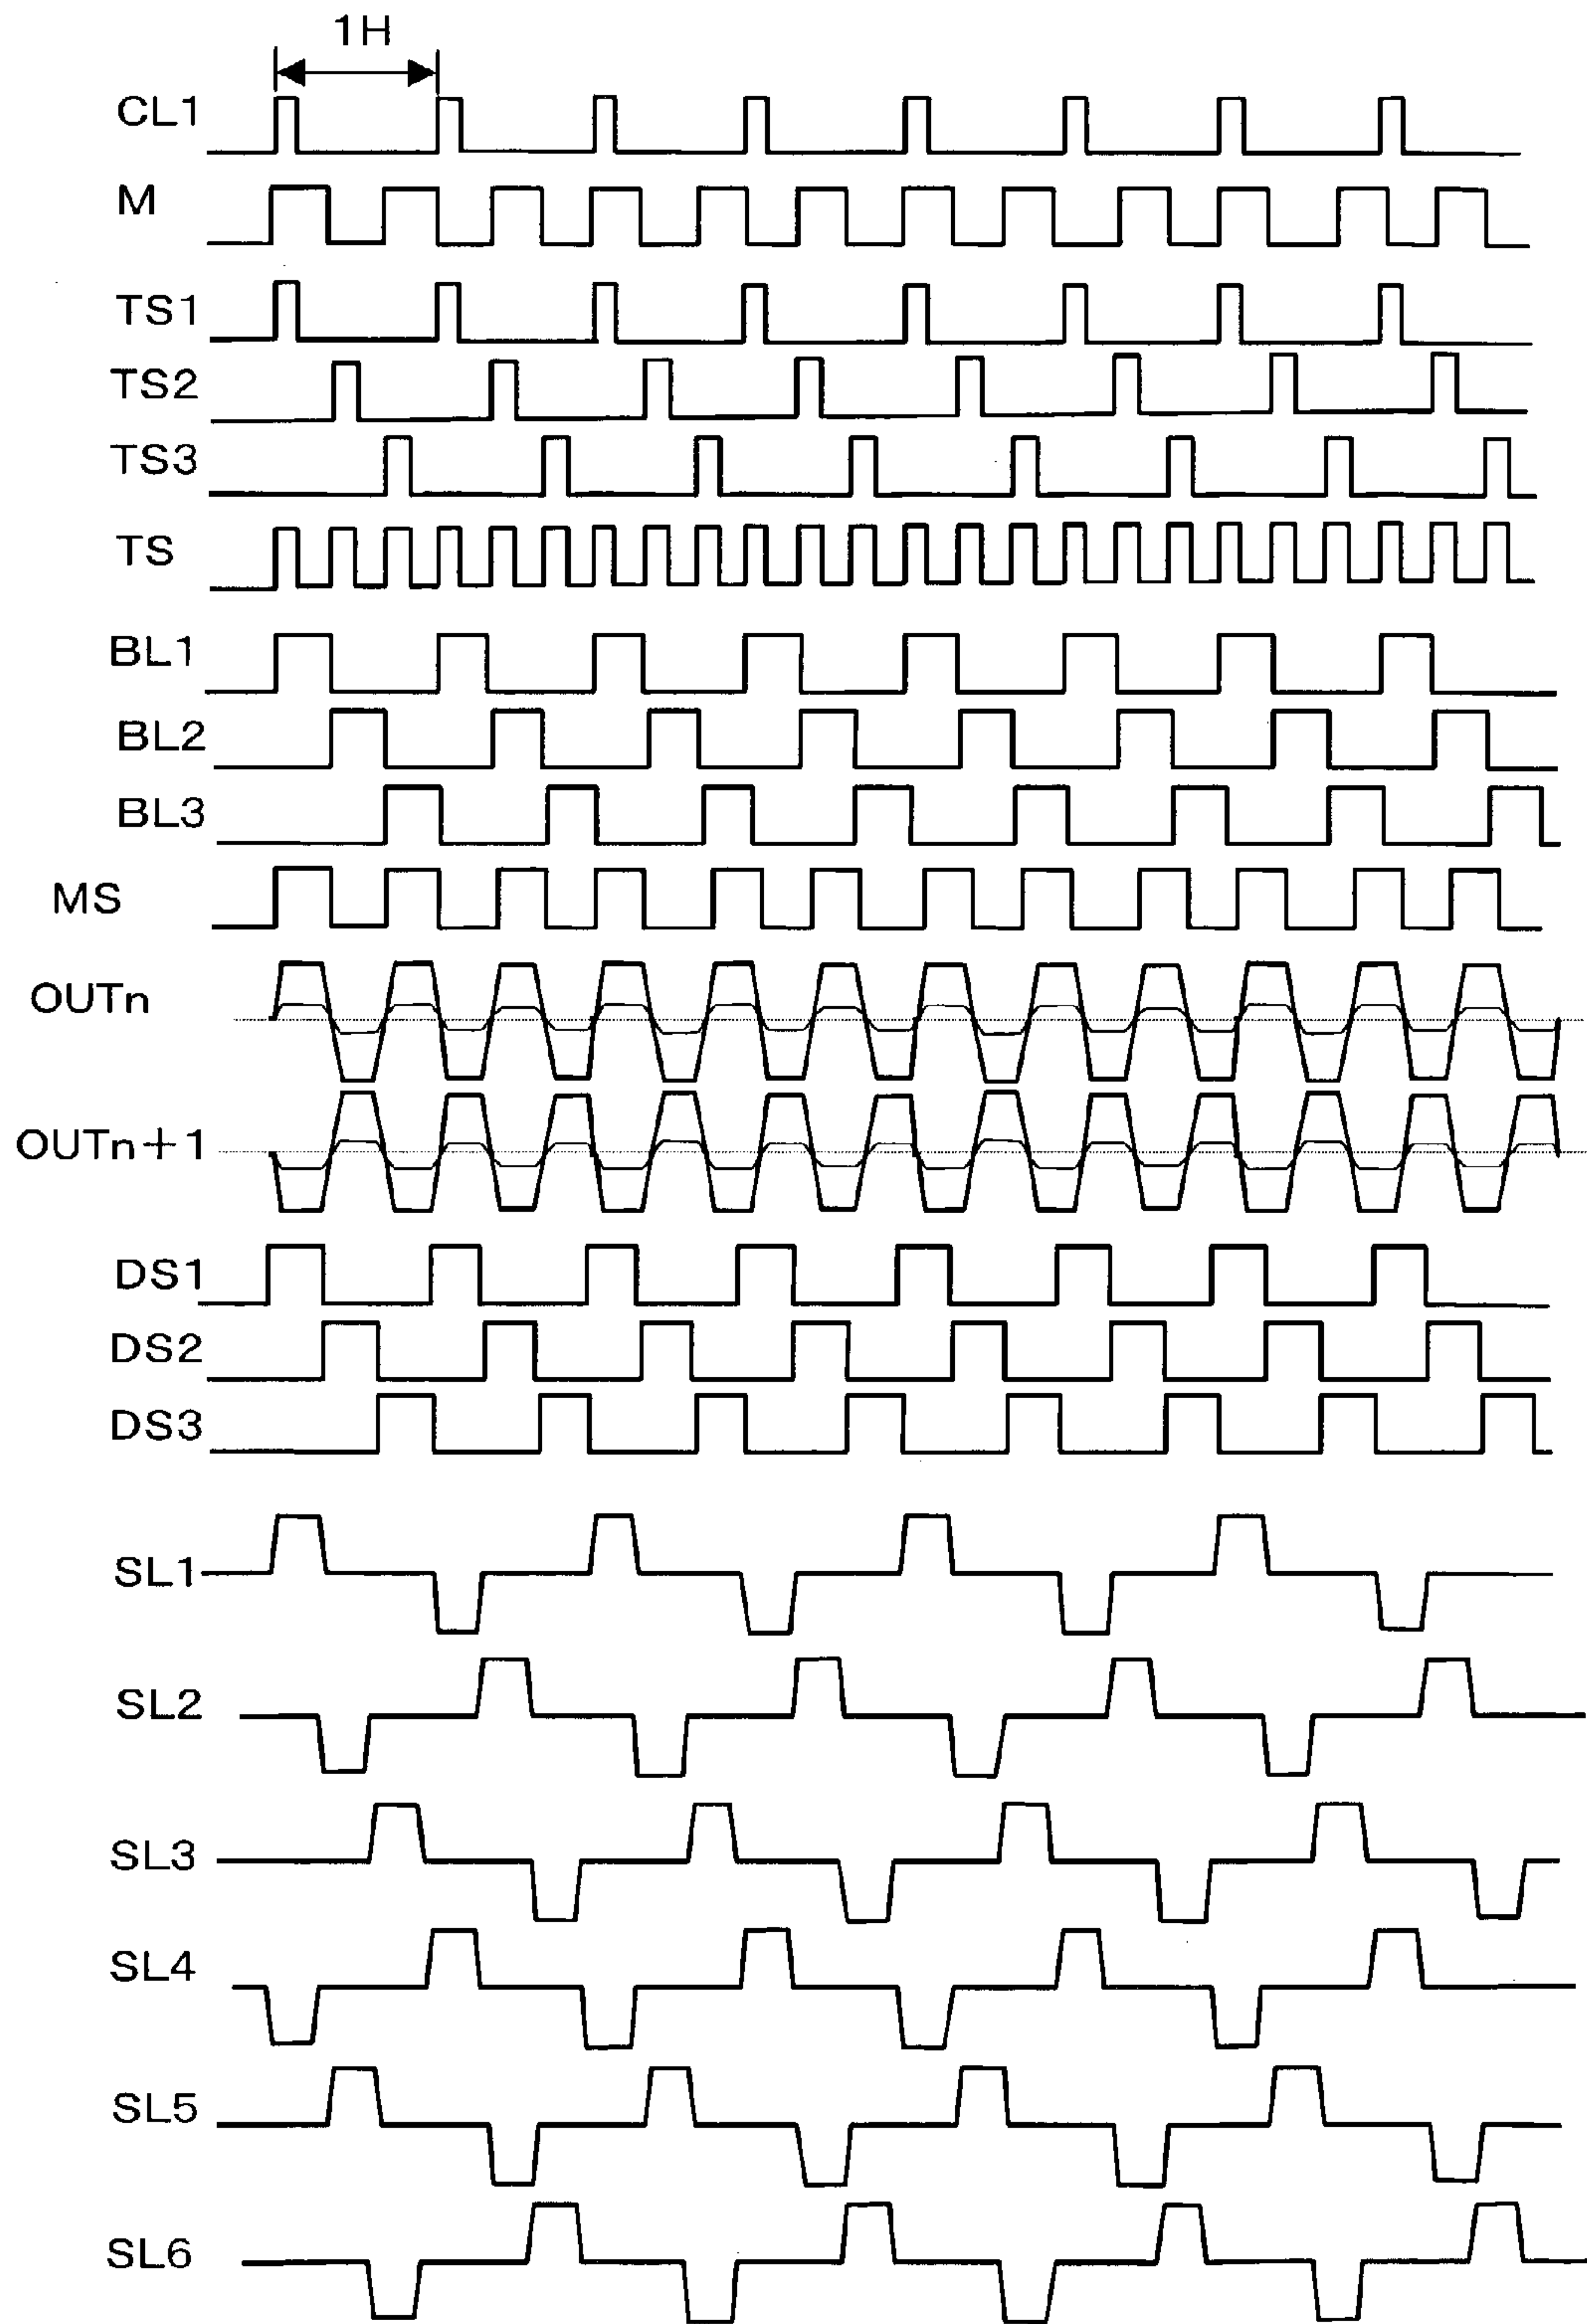 1H
CL1
M
TS1
TS2
TS3
TS
BL1
BL2
BL3
MS
OUTn
OUTn+1
DS1
DS2
DS3
SL1
SL2
SL3
SL4
SL5
SL6